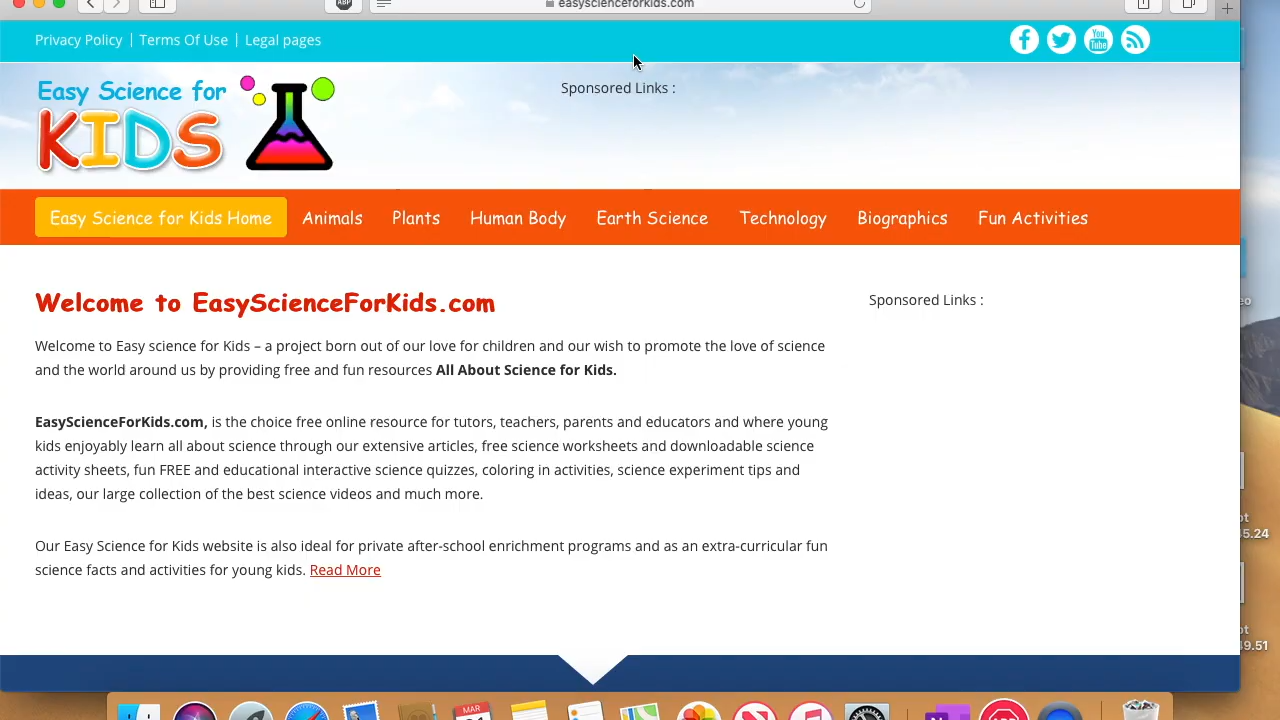 easyscienceforkids.com
ABP
Privacy Policy | Terms Of Use | Legal pages
You
Tube
Easy Science for
KIDS
Sponsored Links :
Easy Science for Kids Home Animals Plants Human Body Earth Science Technology Biographics Fun Activities
Welcome to EasyScienceForKids.com
Sponsored Links :
Welcome to Easy science for Kids – a project born out of our love for children and our wish to promote the love of science
and the world around us by providing free and fun resources All About Science for Kids.
EasyScienceForKids.com, is the choice free online resource for tutors, teachers, parents and educators and where young
kids enjoyably learn all about science through our extensive articles, free science worksheets and downloadable science
activity sheets, fun FREE and educational interactive science quizzes, coloring in activities, science experiment tips and
ideas, our large collection of the best science videos and much more.
Our Easy Science for Kids website is also ideal for private after-school enrichment programs and as an extra-curricular fun
science facts and activities for young kids. Read More
MAR